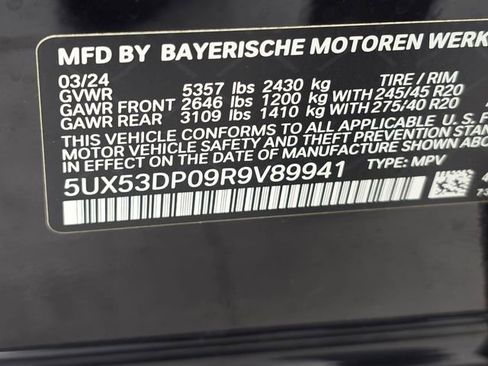 MFD BY BAYERISCHE MOTOREN WERK
03/24
GVWR 5357 lbs 2430 kg TIRE / RIM
GAWR FRONT 2646 lbs 1200 kg WITH 245/45 R20
GAWR REAR 3109 lbs 1410 kg WITH 275/40 R20
THIS VEHICLE CONFORMS TO ALL APPLICABLE U.S. F
MOTOR VEHICLE SAFETY, AND THEFT PREVENTION STAN
IN EFFECT ON THE DATE OF MANUFACTURE SHOWN ABO
5UX53DP09R9V89941 TYPE: MPV